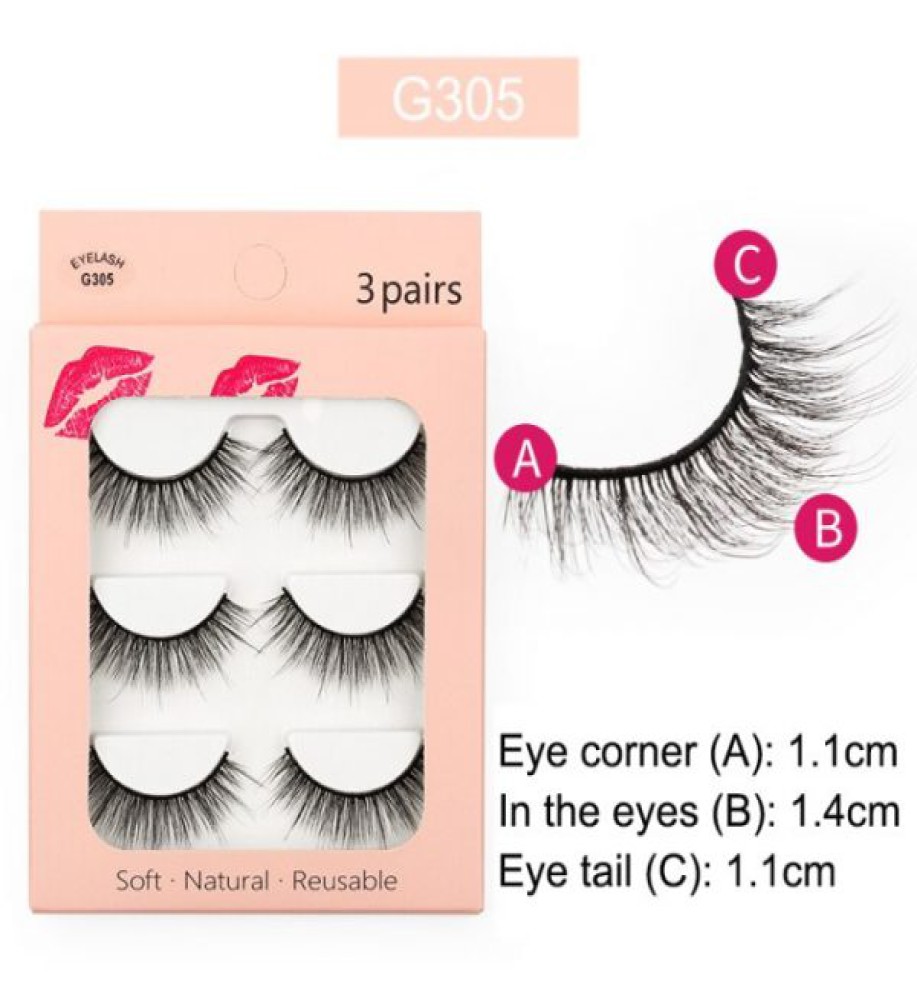 G305
EYELASH
G305
3 pairs
C
A
B
Eye corner (A): 1.1cm
In the eyes (B): 1.4cm
Eye tail (C): 1.1cm
Soft · Natural · Reusable